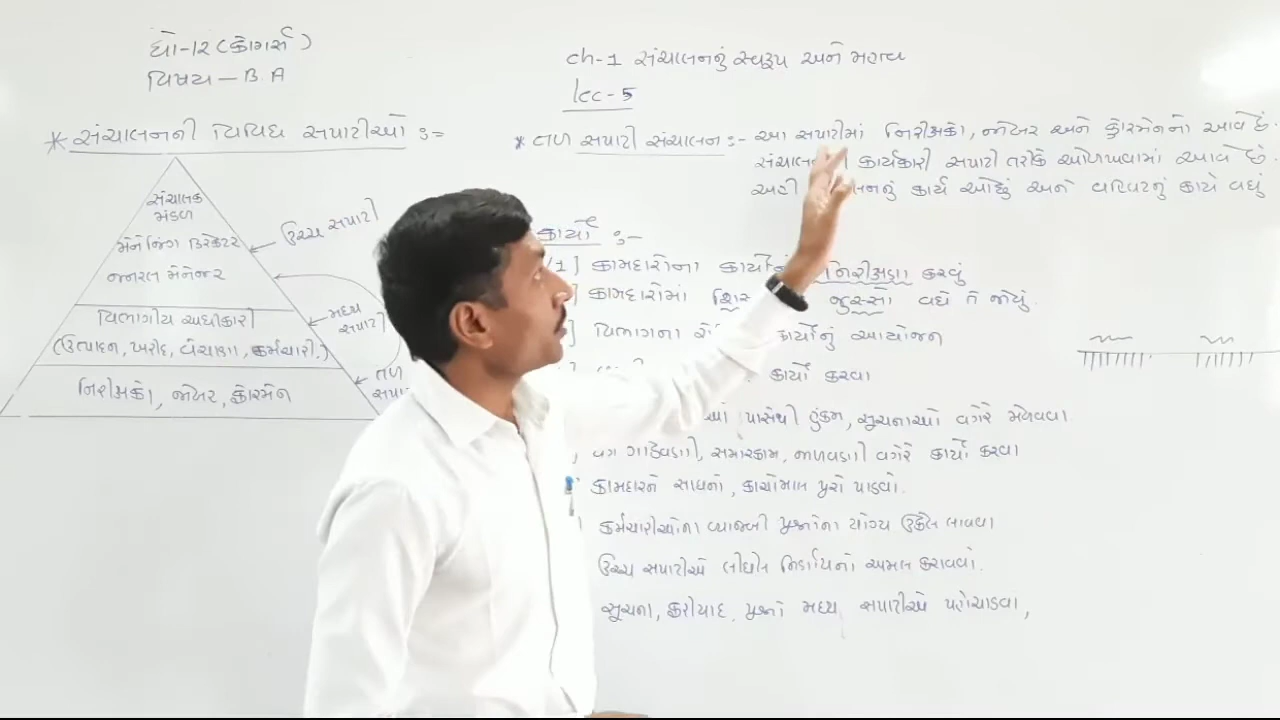 ધો-12 (કોમર્સ)
વિષય - B.A
ch-1 સંચાલનનું સ્વરૂપ અને મહત્વ
lec-5
* સંચાલનની વિવિધ સપાટીઓ :=
સંચાલક
મંડળ
મેનેજિંગ ડિરેક્ટર
જનરલ મેનેજર
ઉચ્ચ સપાટી
વિભાગીય અધીકારી
(ઉત્પાદન, ખરીદ, વેચાણ, કર્મચારી.)
મધ્ય
સપાટી
નિરીક્ષકો, જોબર, ફોરમેન
તળ
* તળ સપાટી સંચાલન :- આ સપાટીમાં નિરીક્ષકો, જોબર અને ફોરમેનનો આવે છે.
કાર્યકારી સપાટી તરીકે ઓળખવામાં આવે છે.
કાર્ય ઓછું અને વહિવટનું કાર્ય વધું
કાર્યો :-
1] કામદારોના નિરીક્ષણ કરવું
કામદારોમાં જુસ્સો વધે તે જોવું.
વિભાગના કાર્યોનું આયોજન
કાર્યો કરવા
પાસેથી હુંકમ, સૂચનાઓ વગેરે મેળવવા.
વગ ગોઠવણી, સમારકામ, જાળવણી વગેરે કાર્યો કરવા
કામદારને સાધનો, કાચોમાલ પુરો પાડવો.
કર્મચારીઓના વ્યાજબી પ્રશ્નોના યોગ્ય ઉકેલ લાવવા
ઉચ્ચ સપાટીએ લીધેલ નિર્ણયનો અમલ કરાવવો.
સૂચના, ફરીયાદ, પ્રશ્નો મધ્ય સપાટીએ પહોચાડવા,